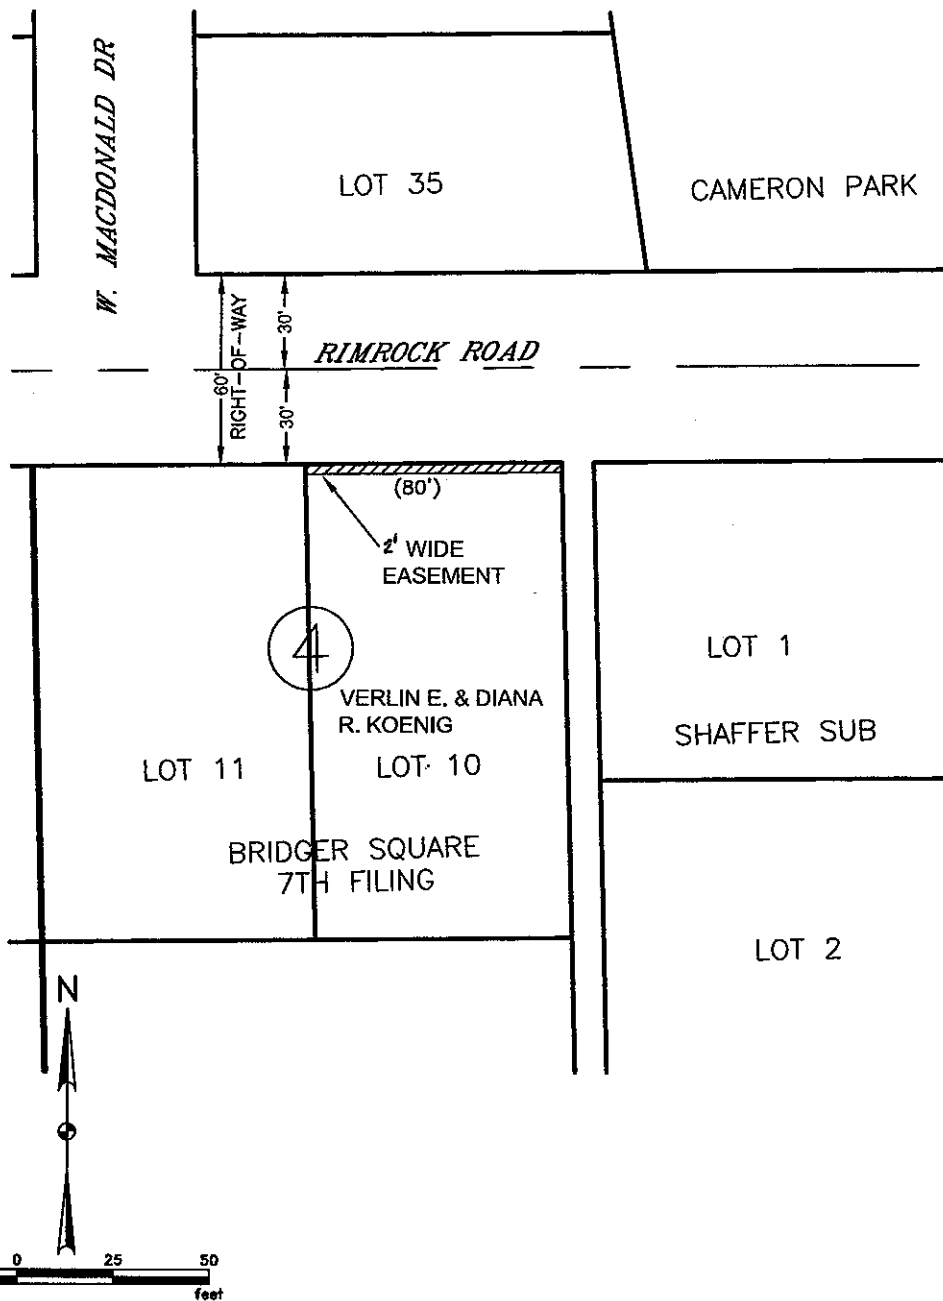 W. MACDONALD DR
LOT 35
CAMERON PARK
60'
RIGHT-OF-WAY
30'
RIMROCK ROAD
30'
(80')
2' WIDE
EASEMENT
4
VERLIN E. & DIANA
R. KOENIG
LOT 11
LOT 10
BRIDGER SQUARE
7TH FILING
LOT 1
SHAFFER SUB
LOT 2
N
0 25 50
feet